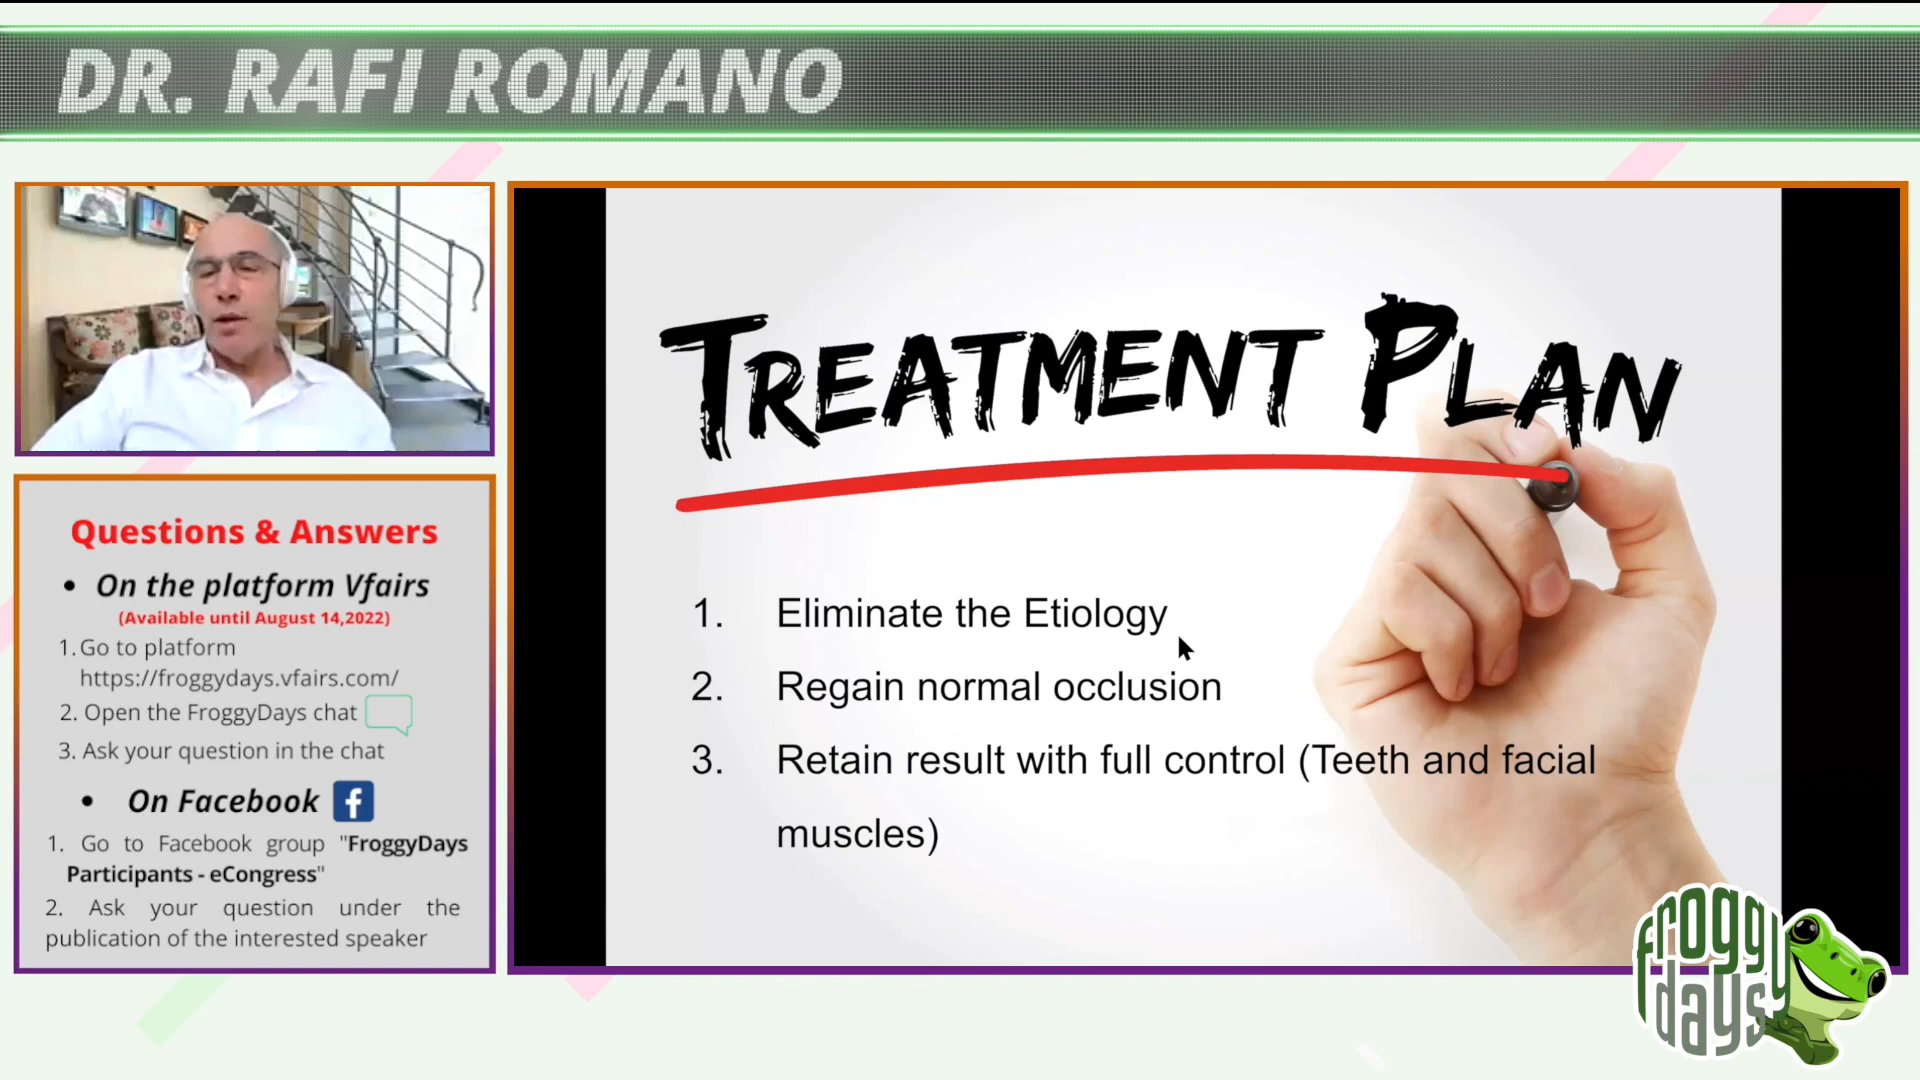 DR. RAFI ROMANO
TREATMENT PLAN
1. Eliminate the Etiology
2. Regain normal occlusion
3. Retain result with full control (Teeth and facial
muscles)
Questions & Answers
• On the platform Vfairs
(Available until August 14,2022)
1. Go to platform
https://froggydays.vfairs.com/
2. Open the FroggyDays chat
3. Ask your question in the chat
• On Facebook f
1. Go to Facebook group "FroggyDays
Participants - eCongress"
2. Ask your question under the
publication of the interested speaker
froggy
days